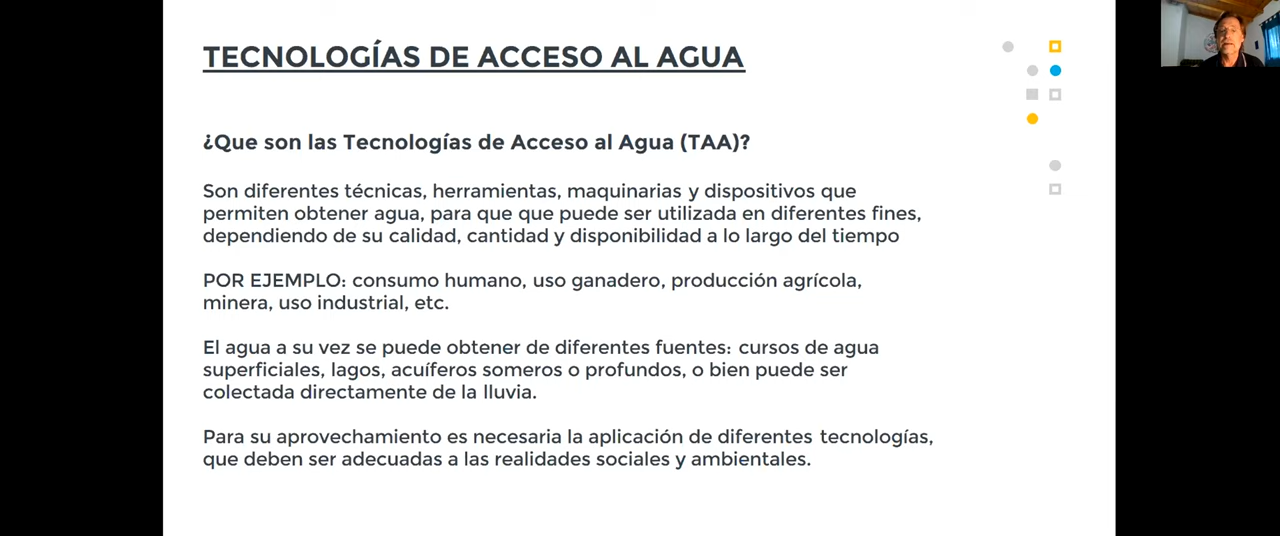 TECNOLOGÍAS DE ACCESO AL AGUA
¿Que son las Tecnologías de Acceso al Agua (TAA)?
Son diferentes técnicas, herramientas, maquinarias y dispositivos que
permiten obtener agua, para que que puede ser utilizada en diferentes fines,
dependiendo de su calidad, cantidad y disponibilidad a lo largo del tiempo
POR EJEMPLO: consumo humano, uso ganadero, producción agrícola,
minera, uso industrial, etc.
El agua a su vez se puede obtener de diferentes fuentes: cursos de agua
superficiales, lagos, acuíferos someros o profundos, o bien puede ser
colectada directamente de la lluvia.
Para su aprovechamiento es necesaria la aplicación de diferentes tecnologías,
que deben ser adecuadas a las realidades sociales y ambientales.